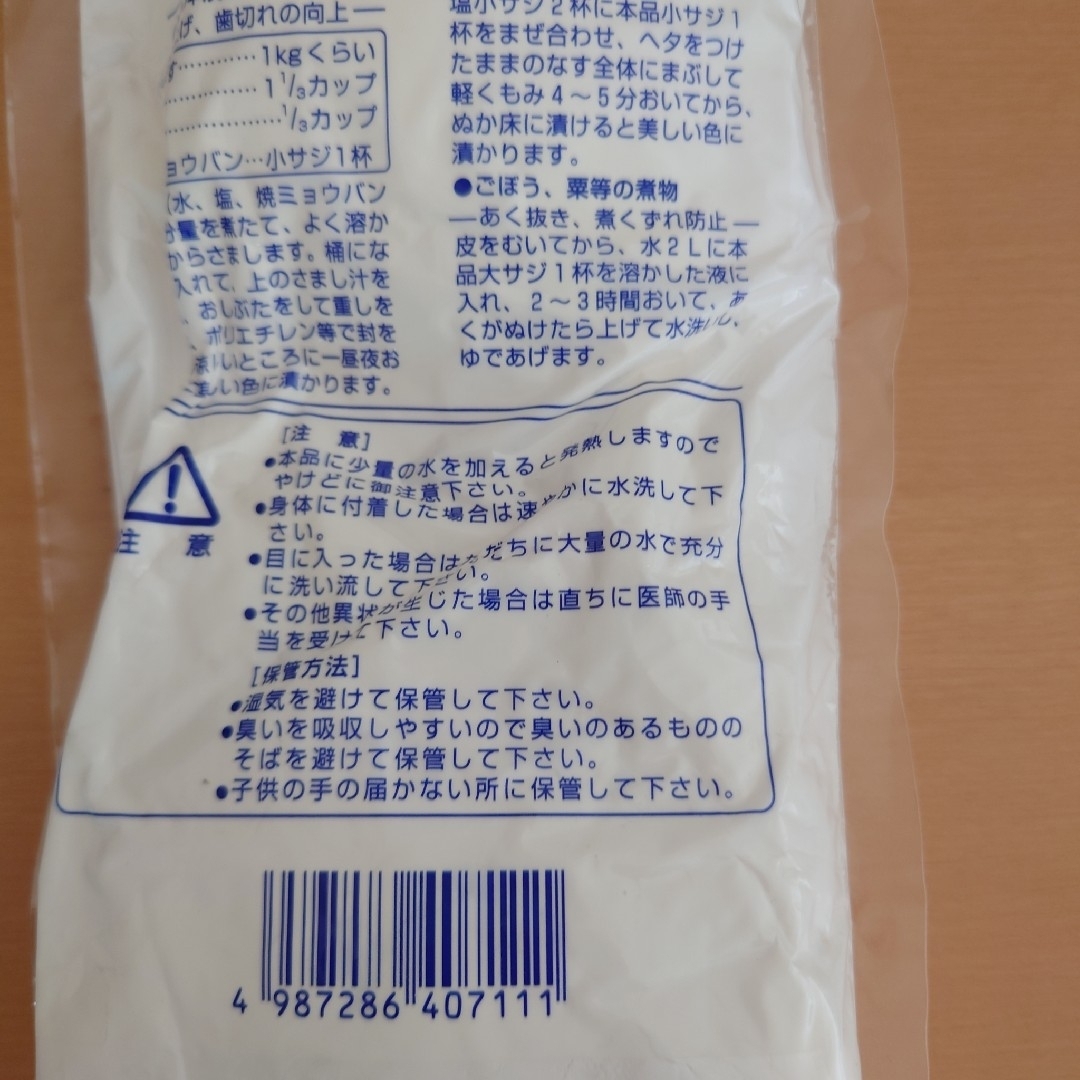 げ、歯切れの向上―
す…………1kgくらい
……………1 1/3カップ
………………1/3カップ
ョウバン…小サジ1杯
(水、塩、焼ミョウバン
分量を煮たて、よく溶か
からさまします。桶にな
入れて、上のさまし汁を
、おしぶたをして重しを
、ポリエチレン等で封を
涼しいところに一昼夜お
美しい色に漬かります。
塩小サジ2杯に本品小サジ1
杯をまぜ合わせ、ヘタをつけ
たままのなす全体にまぶして
軽くもみ4～5分おいてから、
ぬか床に漬けると美しい色に
漬かります。
●ごぼう、粟等の煮物
―あく抜き、煮くずれ防止―
皮をむいてから、水2Lに本
品大サジ1杯を溶かした液に
入れ、2～3時間おいて、あ
くがぬけたら上げて水洗いし、
ゆであげます。
注 意
[注 意]
●本品に少量の水を加えると発熱しますので
やけどに御注意下さい。
●身体に付着した場合は速やかに水洗して下
さい。
●目に入った場合はただちに大量の水で充分
に洗い流して下さい。
●その他異状が生じた場合は直ちに医師の手
当を受けて下さい。
[保管方法]
●湿気を避けて保管して下さい。
●臭いを吸収しやすいので臭いのあるものの
そばを避けて保管して下さい。
●子供の手の届かない所に保管して下さい。
4 987286 407111